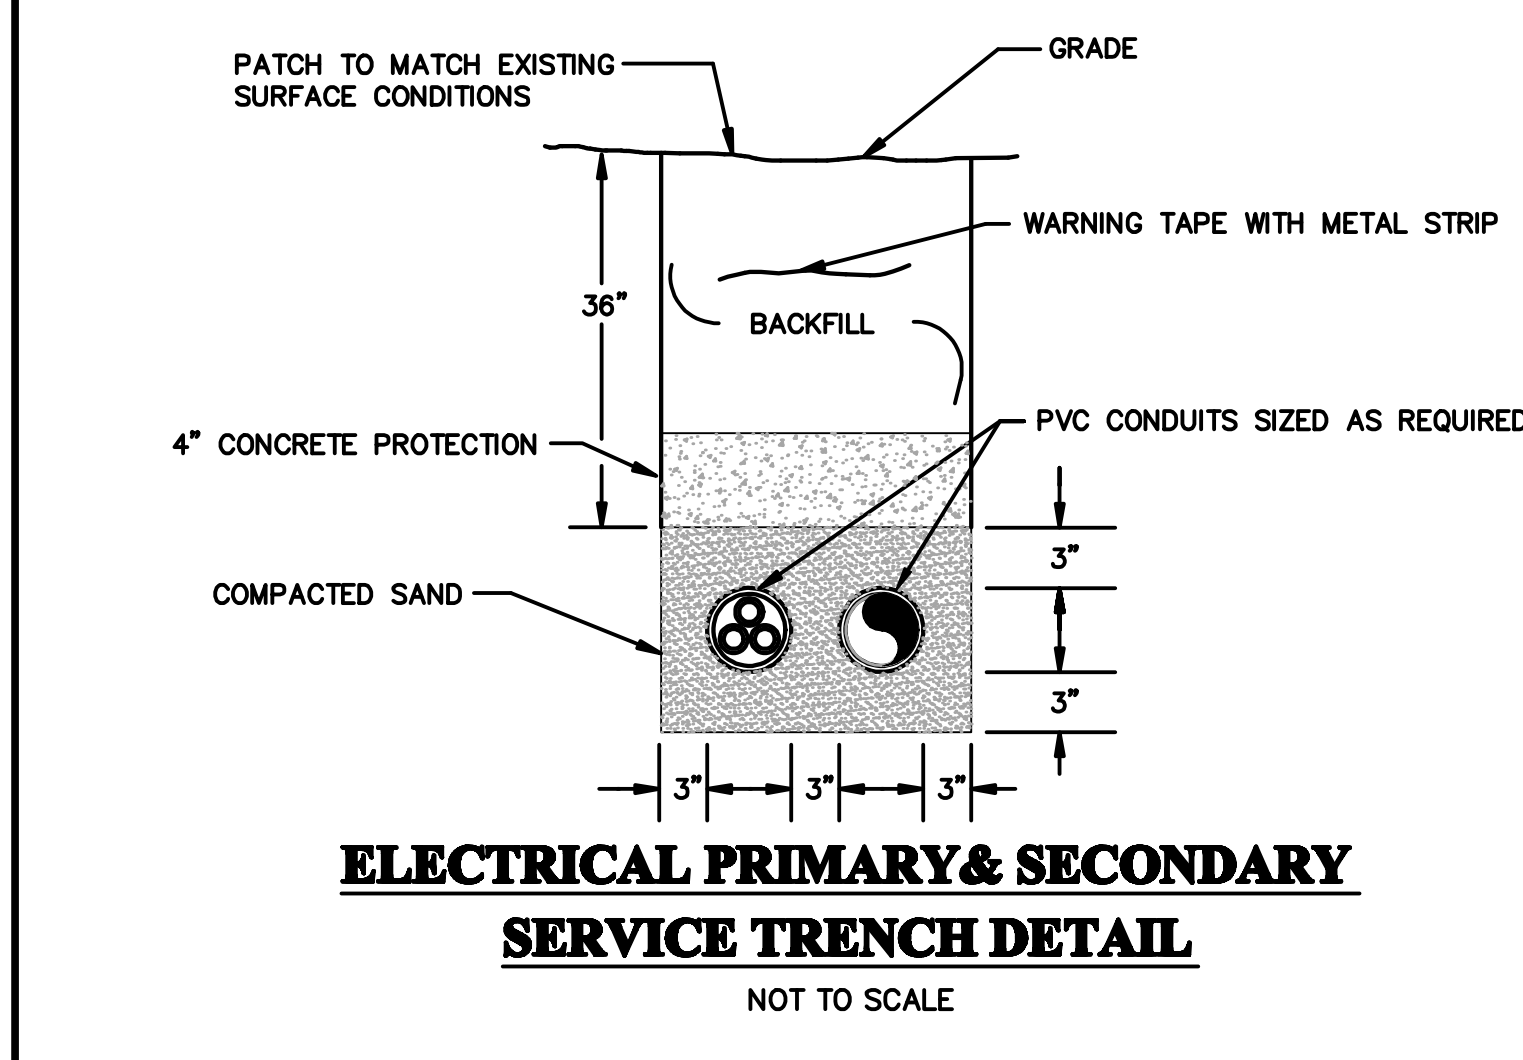 PATCH TO MATCH EXISTING
SURFACE CONDITIONS
GRADE
WARNING TAPE WITH METAL STRIP
36"
BACKFILL
4" CONCRETE PROTECTION
PVC CONDUITS SIZED AS REQUIRED
3"
COMPACTED SAND
3"
3" 3" 3"
ELECTRICAL PRIMARY& SECONDARY
SERVICE TRENCH DETAIL
NOT TO SCALE